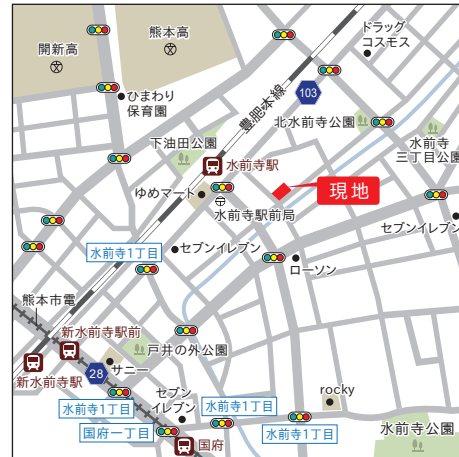 熊本高
開新高
ドラッグ
コスモス
ひまわり
保育園
豊肥本線
103
北水前寺公園
下油田公園
水前寺
三丁目公園
水前寺駅
ゆめマート
現地
水前寺駅前局
セブンイレブン
水前寺1丁目
セブンイレブン
ローソン
熊本市電
新水前寺駅前
戸井の外公園
新水前寺駅
28
サニー
セブン
イレブン
rocky
水前寺1丁目
水前寺1丁目
水前寺公園
国府一丁目
水前寺1丁目
国府